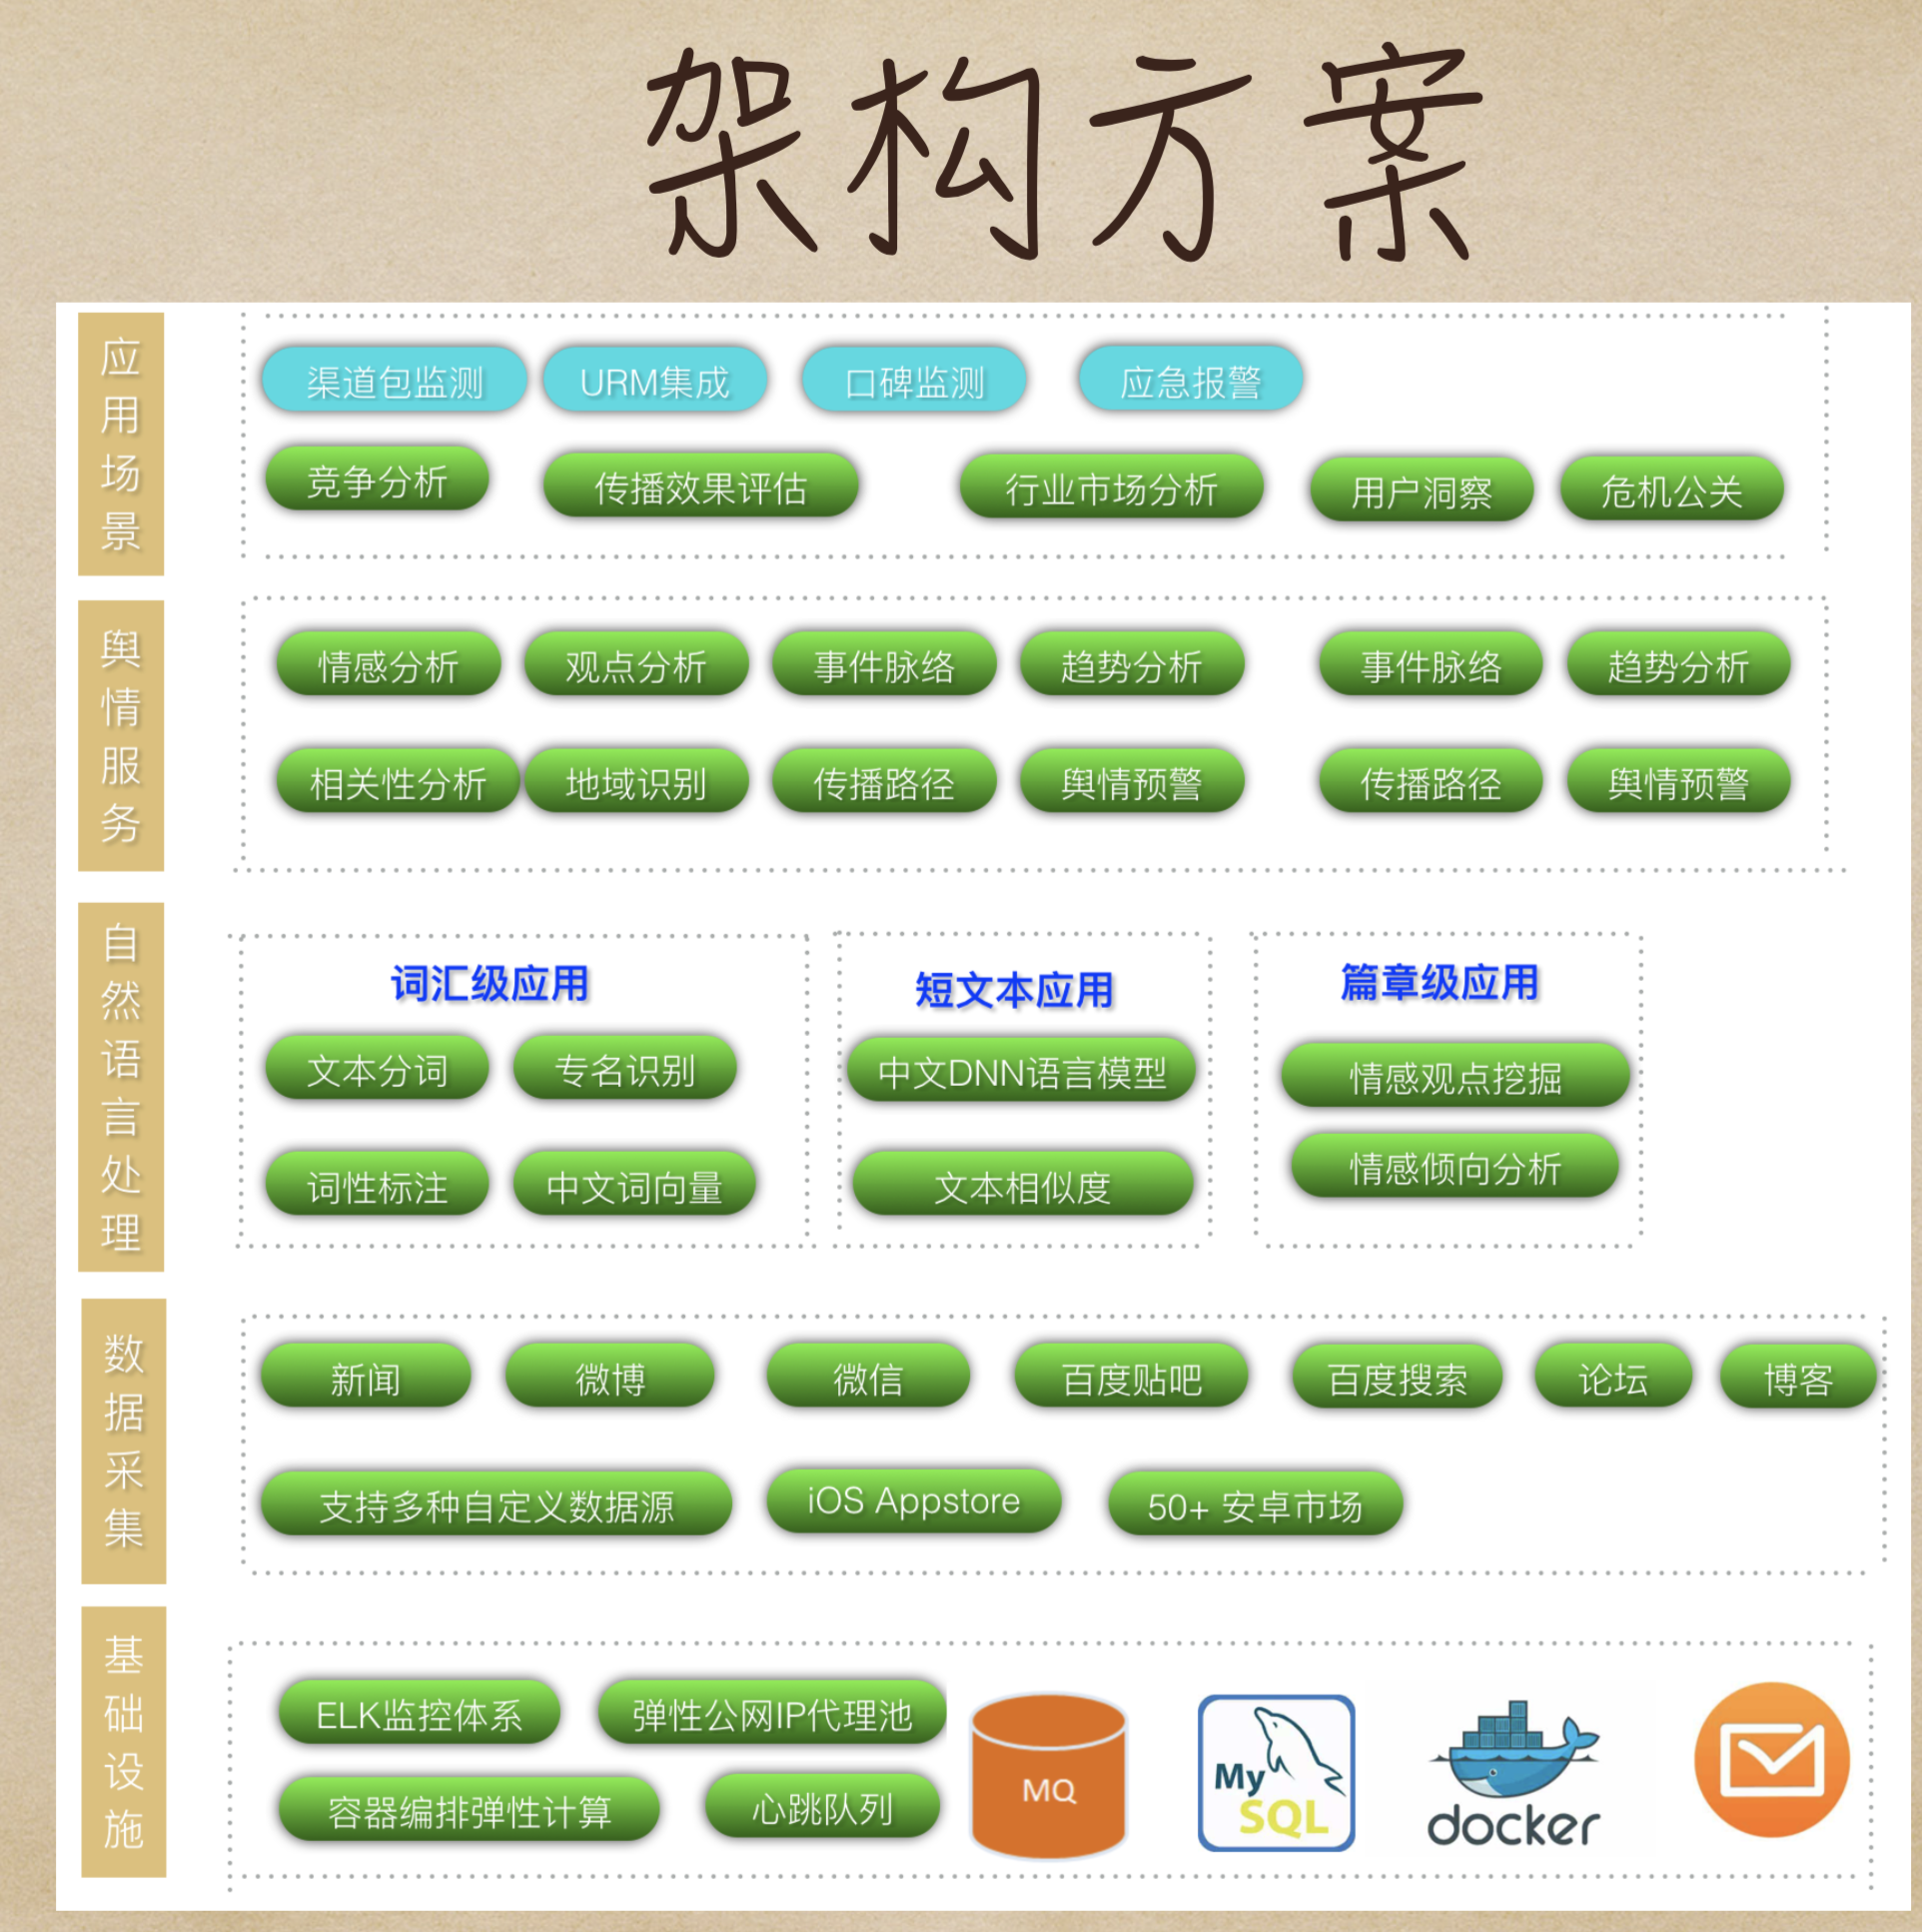 架构方案
应用场景
渠道包监测 URM集成 口碑监测 应急报警
竞争分析 传播效果评估 行业市场分析 用户洞察 危机公关
舆情服务
情感分析 观点分析 事件脉络 趋势分析 事件脉络 趋势分析
相关性分析 地域识别 传播路径 舆情预警 传播路径 舆情预警
自然语言处理
词汇级应用
文本分词 专名识别
词性标注 中文词向量
短文本应用
中文DNN语言模型
文本相似度
篇章级应用
情感观点挖掘
情感倾向分析
数据采集
新闻 微博 微信 百度贴吧 百度搜索 论坛 博客
支持多种自定义数据源 iOS Appstore 50+ 安卓市场
基础设施
ELK监控体系 弹性公网IP代理池
容器编排弹性计算 心跳队列
MQ
My
SQL
docker